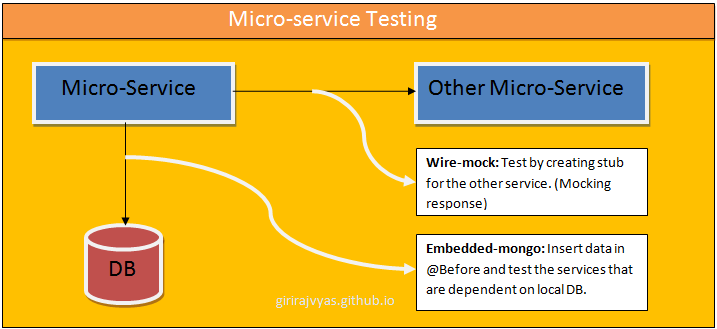 Micro-service Testing
Micro-Service
Other Micro-Service
Wire-mock: Test by creating stub
for the other service. (Mocking
response)
DB
Embedded-mongo: Insert data in
@Before and test the services that
are dependent on local DB.
girirajvyas.github.io